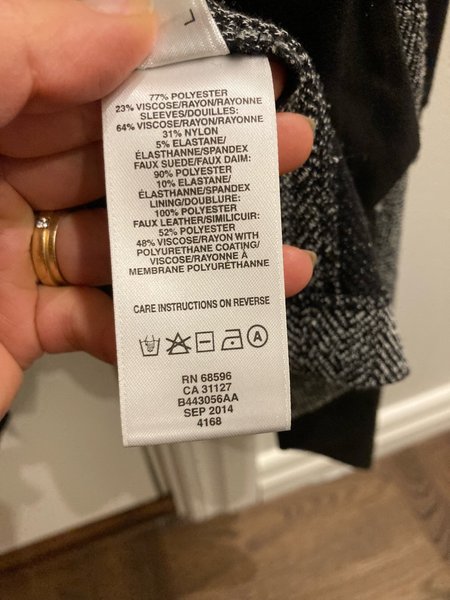 L
77% POLYESTER
23% VISCOSE/RAYON/RAYONNE
SLEEVES/DOUILLES:
64% VISCOSE/RAYON/RAYONNE
31% NYLON
5% ELASTANE/
ÉLASTHANNE/SPANDEX
FAUX SUEDE/FAUX DAIM:
90% POLYESTER
10% ELASTANE/
ÉLASTHANNE/SPANDEX
LINING/DOUBLURE:
100% POLYESTER
FAUX LEATHER/SIMILICUIR:
52% POLYESTER
48% VISCOSE/RAYON WITH
POLYURETHANE COATING/
VISCOSE/RAYONNE À
MEMBRANE POLYURÉTHANNE
CARE INSTRUCTIONS ON REVERSE
A
RN 68596
CA 31127
B443056AA
SEP 2014
4168